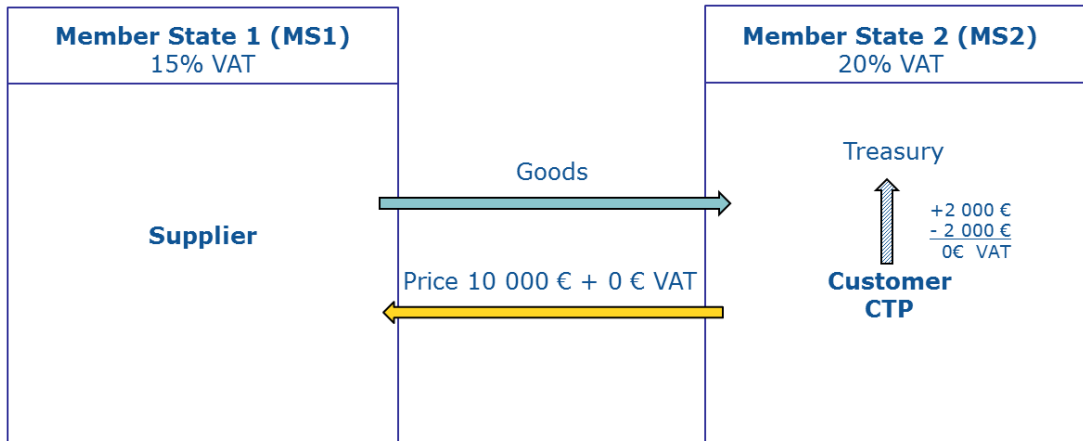 Member State 1 (MS1)
15% VAT
Member State 2 (MS2)
20% VAT
Goods
Supplier
Price 10 000 € + 0 € VAT
Treasury
+2 000 €
- 2 000 €
0€ VAT
Customer
CTP